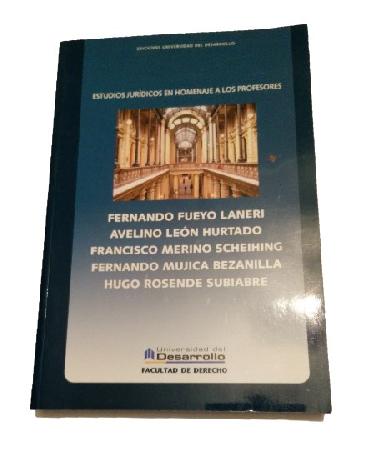 EDICIONES UNIVERSIDAD DEL DESARROLLO
ESTUDIOS JURÍDICOS EN HOMENAJE A LOS PROFESORES
FERNANDO FUEYO LANERI
AVELINO LEÓN HURTADO
FRANCISCO MERINO SCHEIHING
FERNANDO MUJICA BEZANILLA
HUGO ROSENDE SUBIABRE
Universidad del
Desarrollo
FACULTAD DE DERECHO